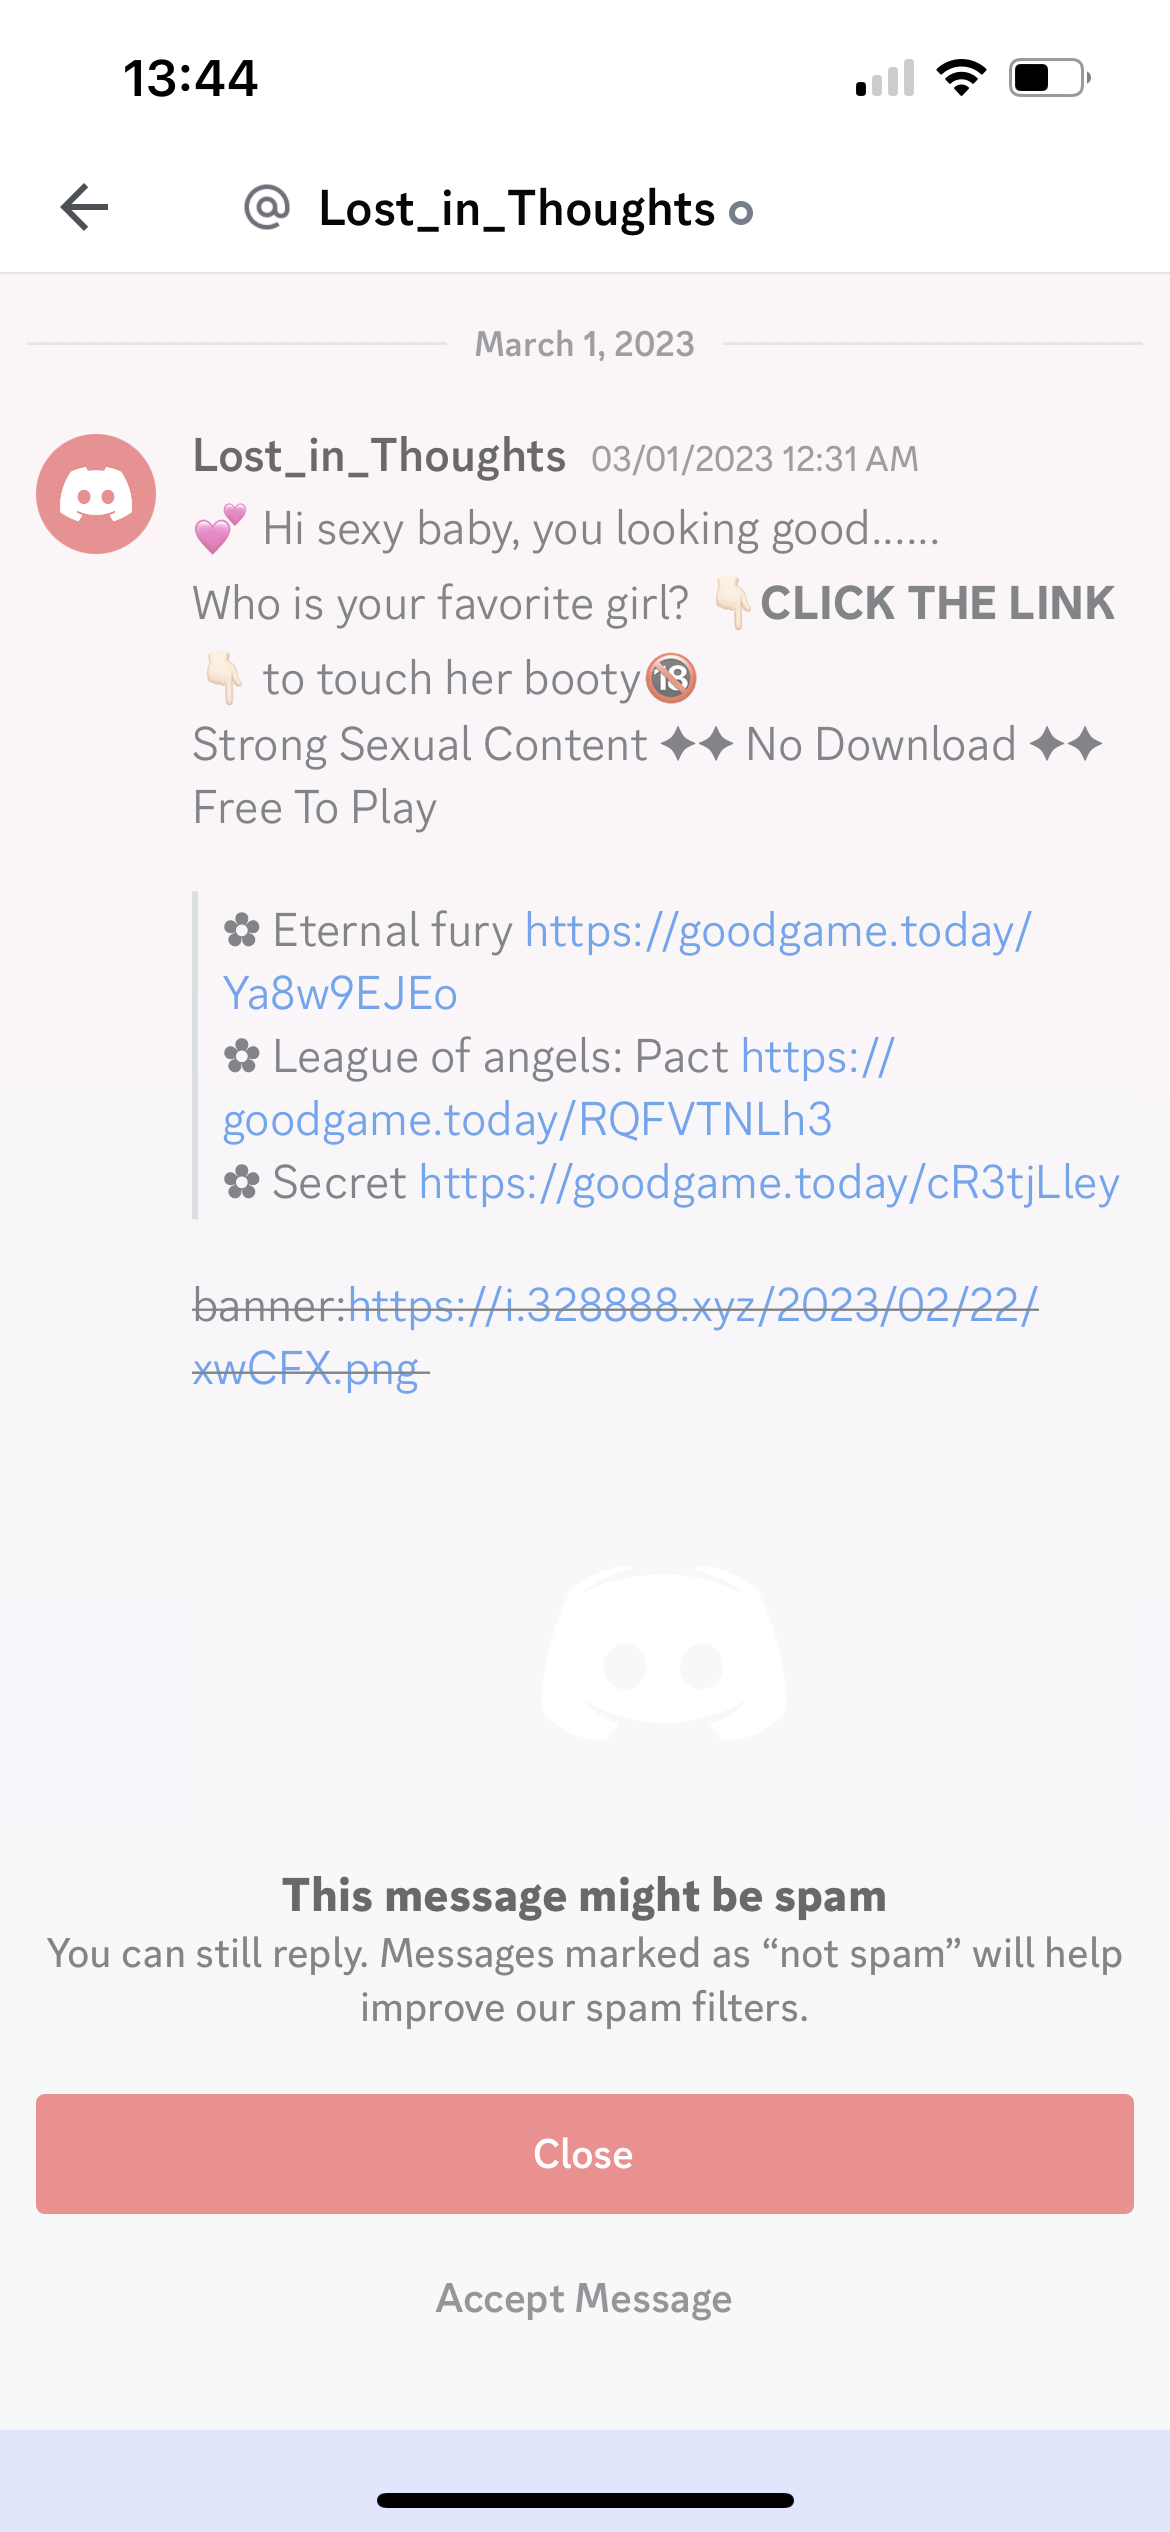 13:44
@ Lost_in_Thoughts
March 1, 2023
Lost_in_Thoughts 03/01/2023 12:31 AM
💕 Hi sexy baby, you looking good......
Who is your favorite girl? 👇🏻CLICK THE LINK
👇🏻 to touch her booty🔞
Strong Sexual Content ✦✦ No Download ✦✦
Free To Play
✿ Eternal fury https://goodgame.today/
Ya8w9EJEo
✿ League of angels: Pact https://
goodgame.today/RQFVTNLh3
✿ Secret https://goodgame.today/cR3tjLley
banner:https://i.328888.xyz/2023/02/22/
xwCFX.png
This message might be spam
You can still reply. Messages marked as “not spam” will help
improve our spam filters.
Close
Accept Message